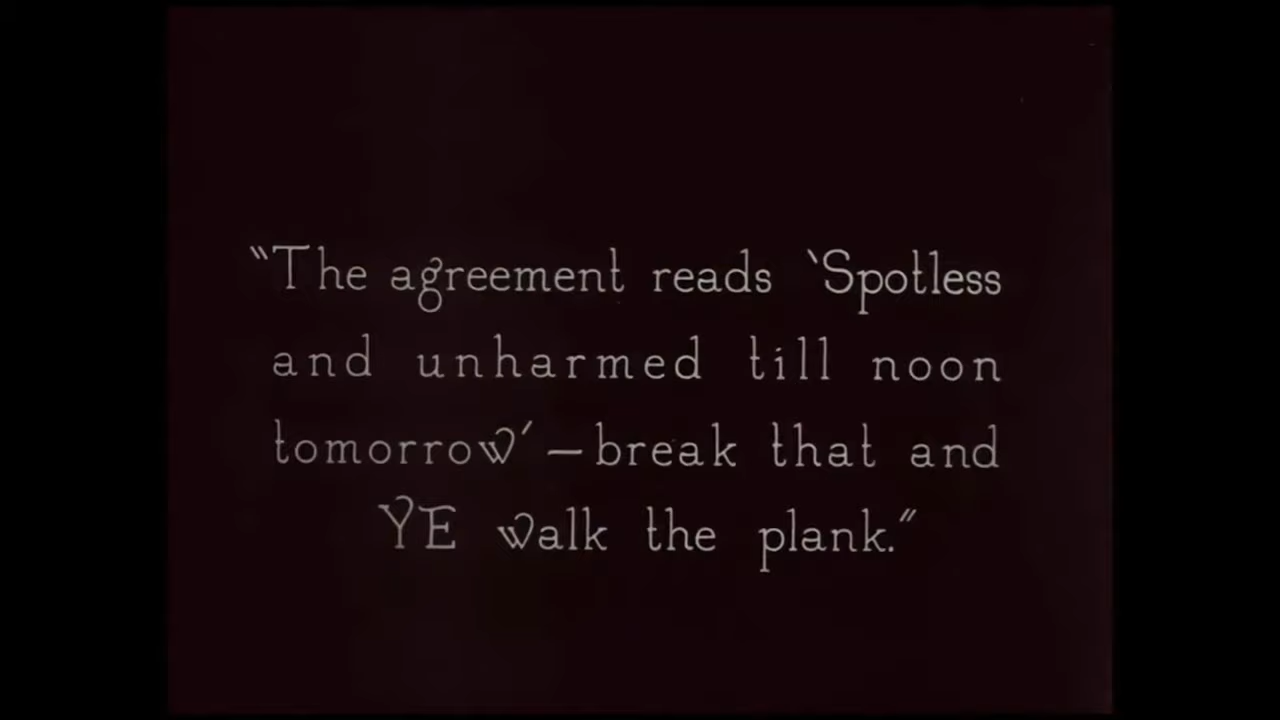 “The agreement reads ‘Spotless
and unharmed till noon
tomorrow’—break that and
YE walk the plank.”